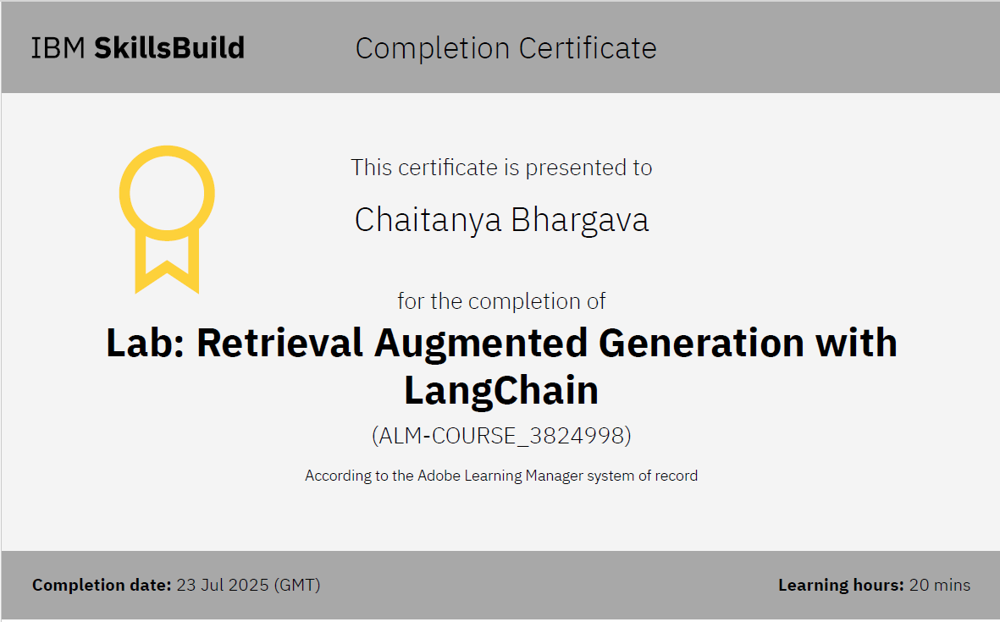 IBM SkillsBuild
Completion Certificate
This certificate is presented to
Chaitanya Bhargava
for the completion of
Lab: Retrieval Augmented Generation with
LangChain
(ALM-COURSE_3824998)
According to the Adobe Learning Manager system of record
Completion date: 23 Jul 2025 (GMT)
Learning hours: 20 mins